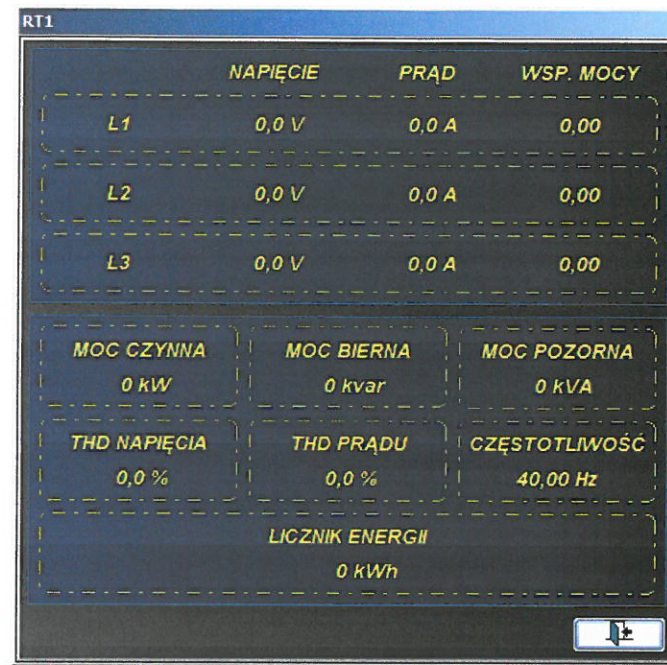 RT1
NAPIĘCIE PRĄD WSP. MOCY
L1 0,0 V 0,0 A 0,00
L2 0,0 V 0,0 A 0,00
L3 0,0 V 0,0 A 0,00
MOC CZYNNA MOC BIERNA MOC POZORNA
0 kW 0 kvar 0 kVA
THD NAPIĘCIA THD PRĄDU CZĘSTOTLIWOŚĆ
0,0 % 0,0 % 40,00 Hz
LICZNIK ENERGII
0 kWh